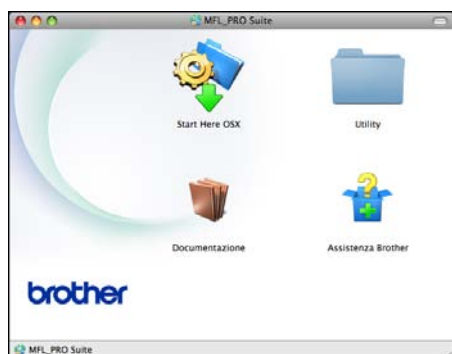 MFL_PRO Suite
Start Here OSX
Utility
Documentazione
Assistenza Brother
brother
MFL_PRO Suite